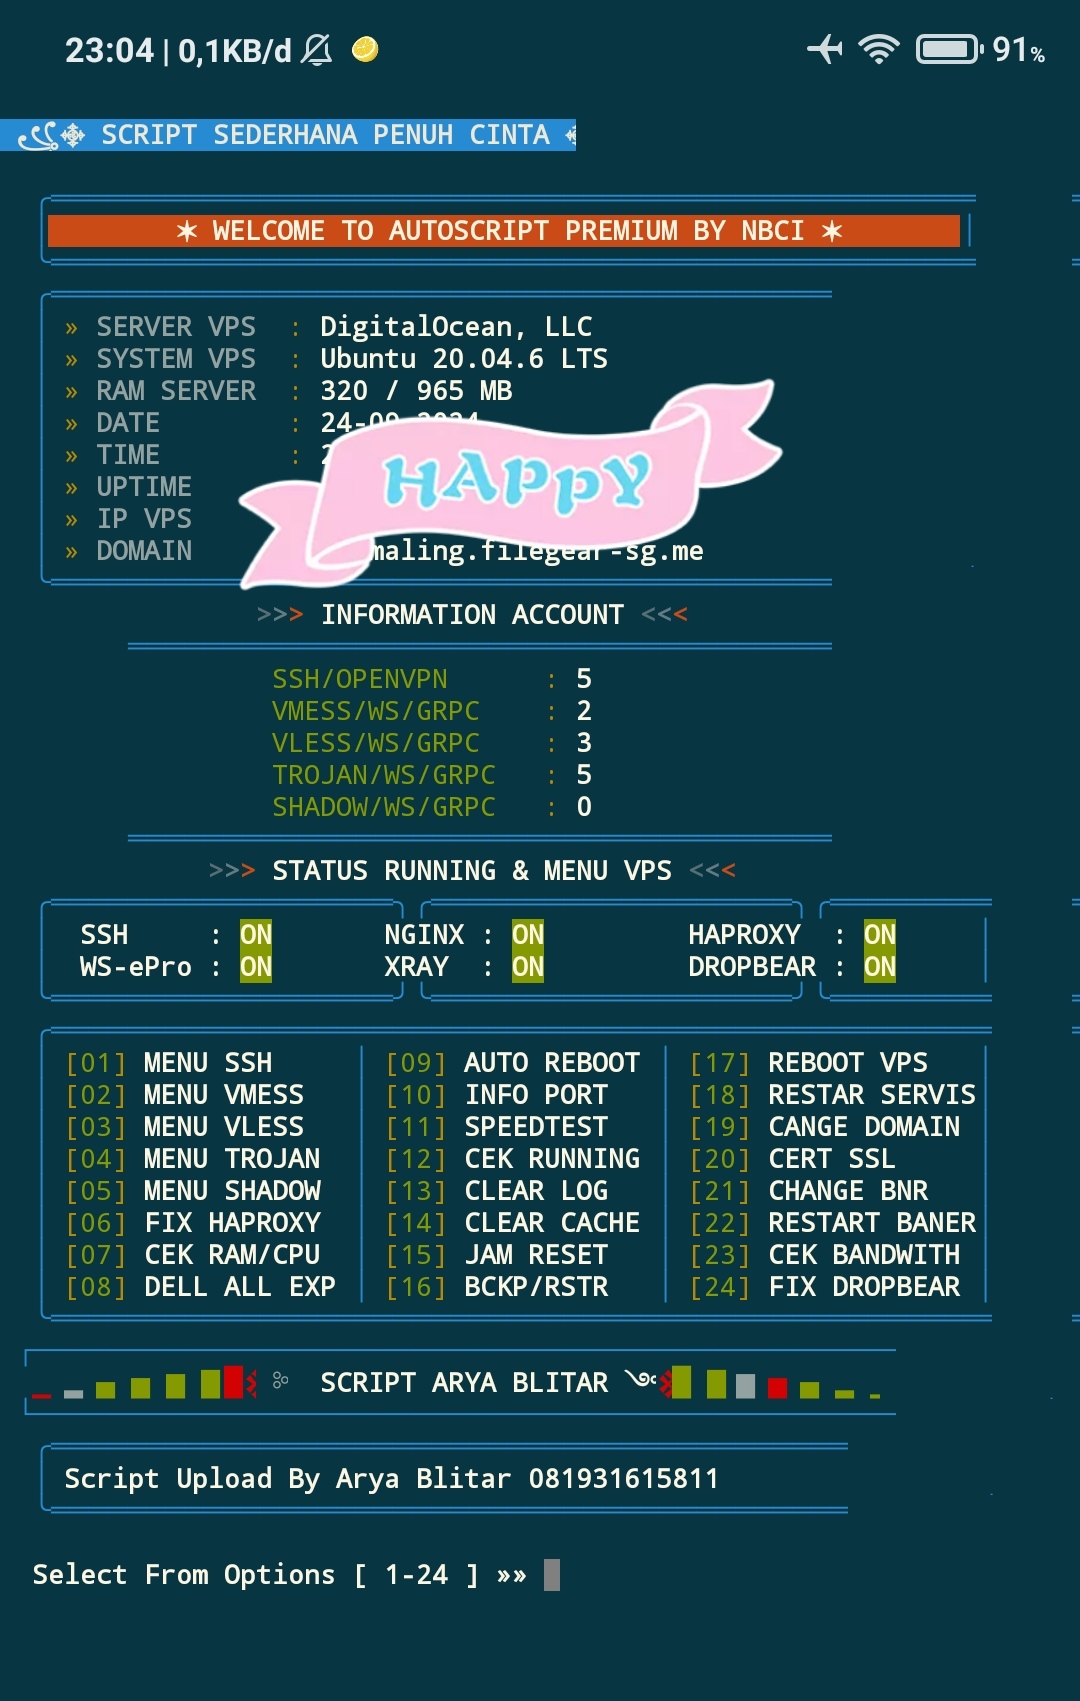 23:04 | 0,1KB/d 91%
SCRIPT SEDERHANA PENUH CINTA
✶ WELCOME TO AUTOSCRIPT PREMIUM BY NBCI ✶
» SERVER VPS : DigitalOcean, LLC
» SYSTEM VPS : Ubuntu 20.04.6 LTS
» RAM SERVER : 320 / 965 MB
» DATE : 24-09-2024
» TIME :
» UPTIME
» IP VPS
» DOMAIN maling.filegear-sg.me
HAPPY
>>> INFORMATION ACCOUNT <<<
SSH/OPENVPN : 5
VMESS/WS/GRPC : 2
VLESS/WS/GRPC : 3
TROJAN/WS/GRPC : 5
SHADOW/WS/GRPC : 0
>>> STATUS RUNNING & MENU VPS <<<
SSH : ON NGINX : ON HAPROXY : ON
WS-ePro : ON XRAY : ON DROPBEAR : ON
[01] MENU SSH [09] AUTO REBOOT [17] REBOOT VPS
[02] MENU VMESS [10] INFO PORT [18] RESTAR SERVIS
[03] MENU VLESS [11] SPEEDTEST [19] CANGE DOMAIN
[04] MENU TROJAN [12] CEK RUNNING [20] CERT SSL
[05] MENU SHADOW [13] CLEAR LOG [21] CHANGE BNR
[06] FIX HAPROXY [14] CLEAR CACHE [22] RESTART BANER
[07] CEK RAM/CPU [15] JAM RESET [23] CEK BANDWITH
[08] DELL ALL EXP [16] BCKP/RSTR [24] FIX DROPBEAR
SCRIPT ARYA BLITAR
Script Upload By Arya Blitar 081931615811
Select From Options [ 1-24 ] »»